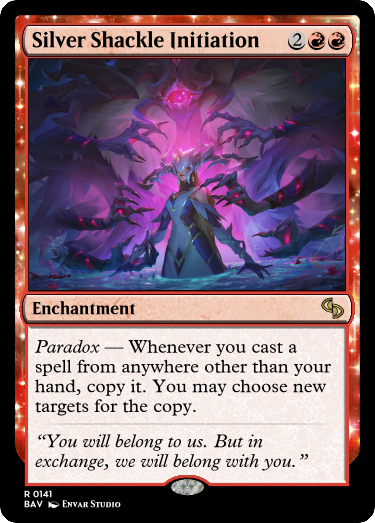 Silver Shackle Initiation 2
Enchantment
Paradox — Whenever you cast a
spell from anywhere other than your
hand, copy it. You may choose new
targets for the copy.
“You will belong to us. But in
exchange, we will belong with you.”
R 0141
BAV Envar Studio